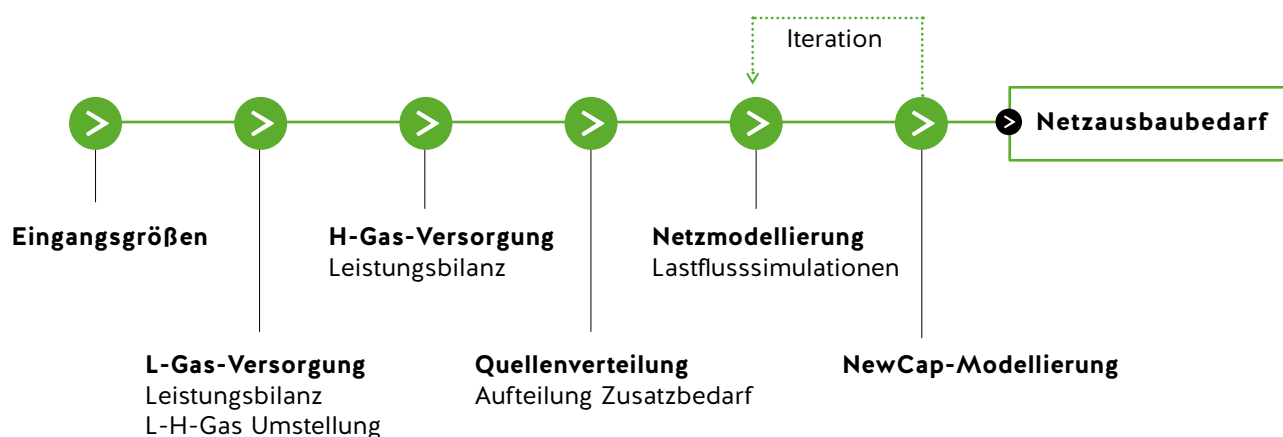 Iteration
Netzausbaubedarf
Eingangsgrößen
H-Gas-Versorgung
Leistungsbilanz
Netzmodellierung
Lastflusssimulationen
L-Gas-Versorgung
Leistungsbilanz
L-H-Gas Umstellung
Quellenverteilung
Aufteilung Zusatzbedarf
NewCap-Modellierung